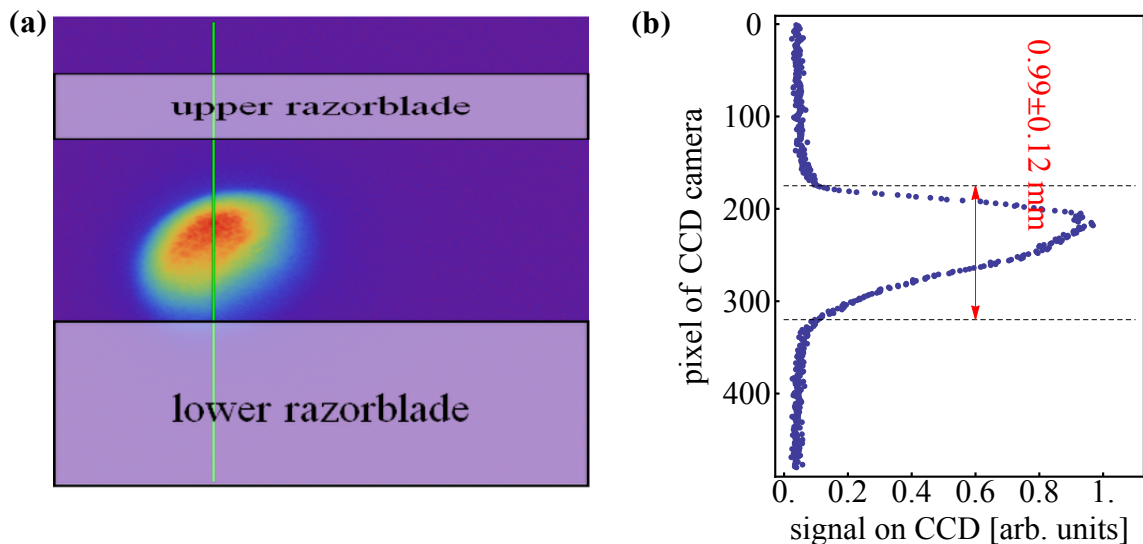 (a)
upper razorblade
lower razorblade
(b)
pixel of CCD camera
0
100
200
300
400
0.99±0.12 mm
0. 0.2 0.4 0.6 0.8 1.
signal on CCD [arb. units]